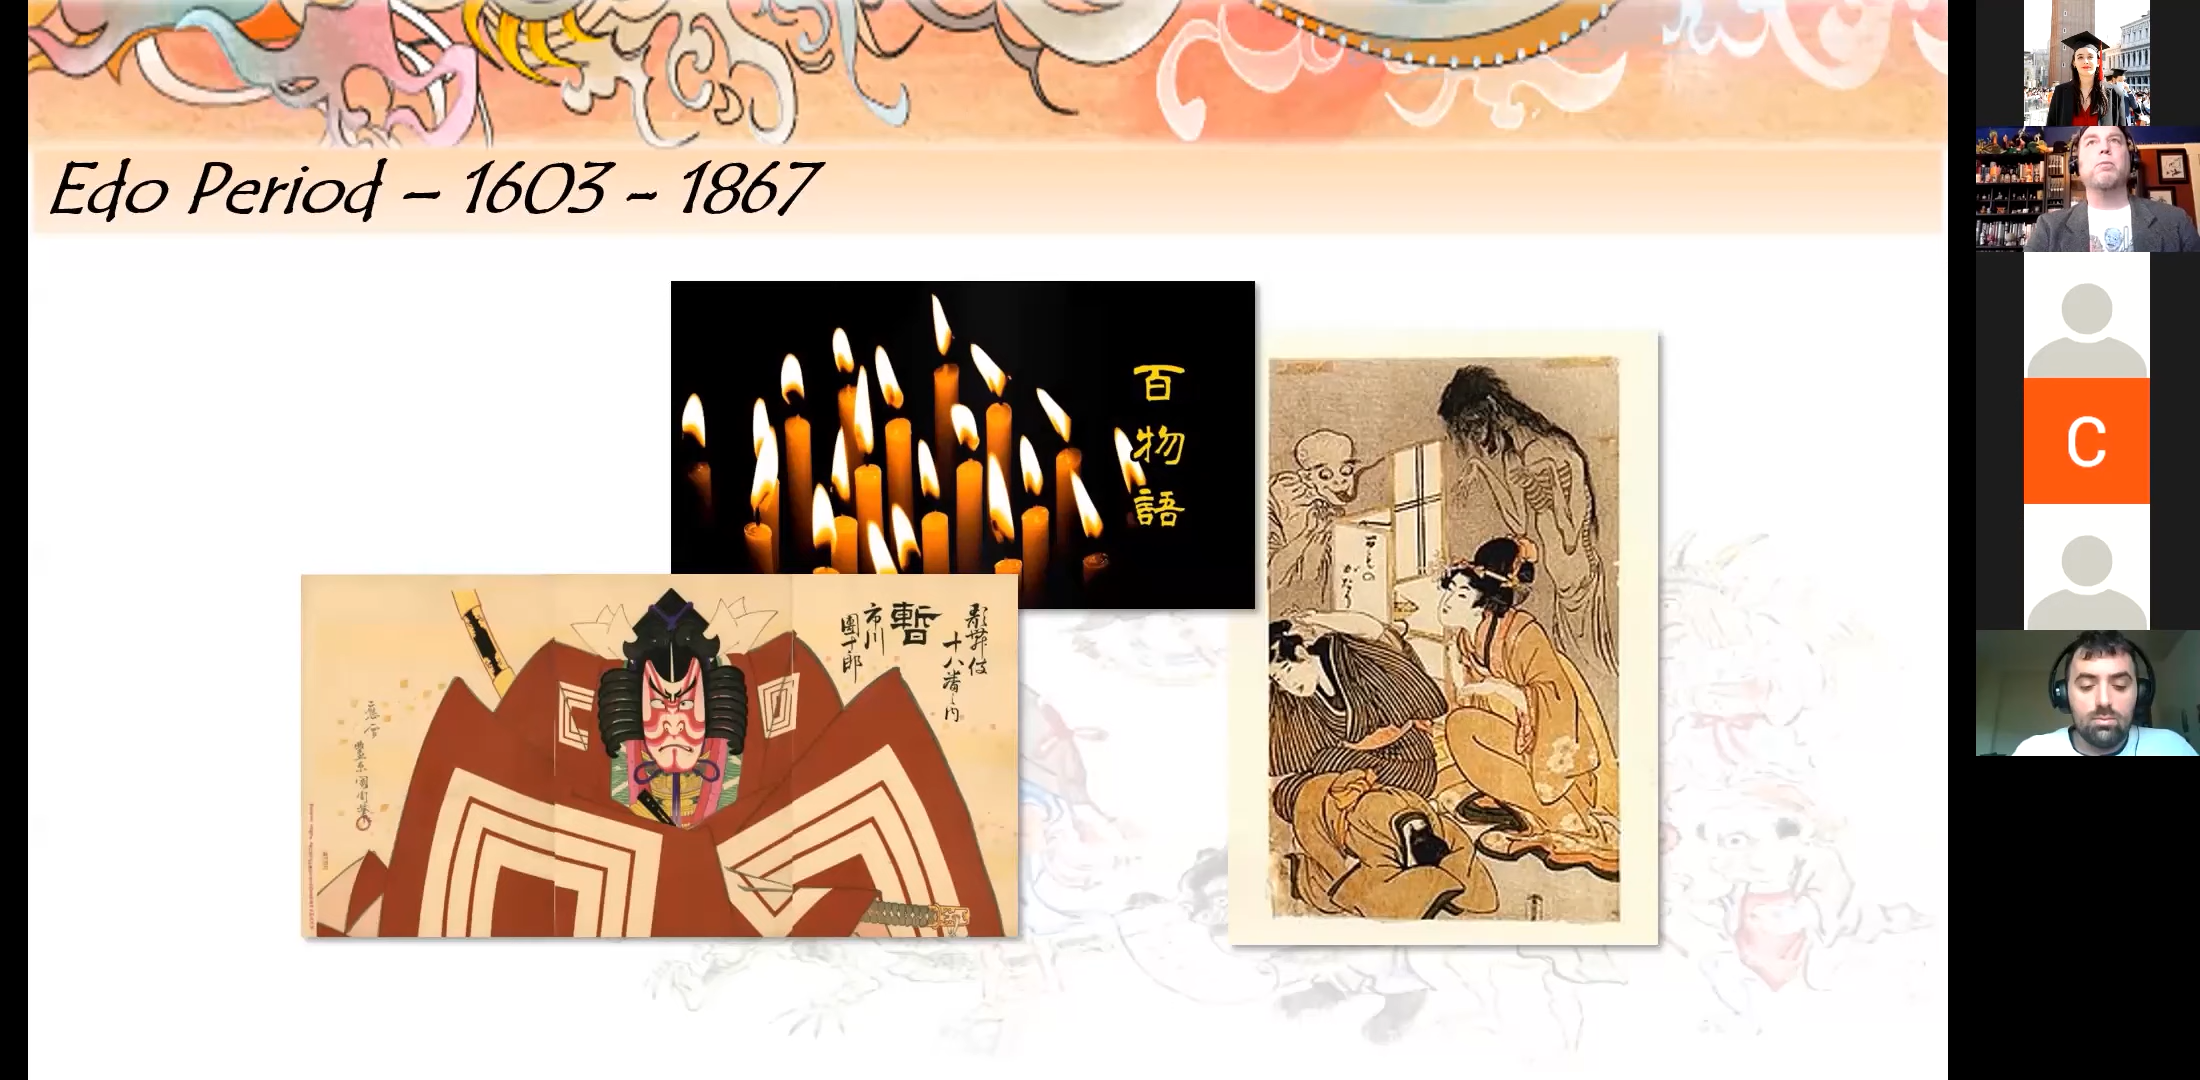 Edo Period – 1603 - 1867
百物語
歌舞伎
十八番之内
暫
市川
團十郎
C